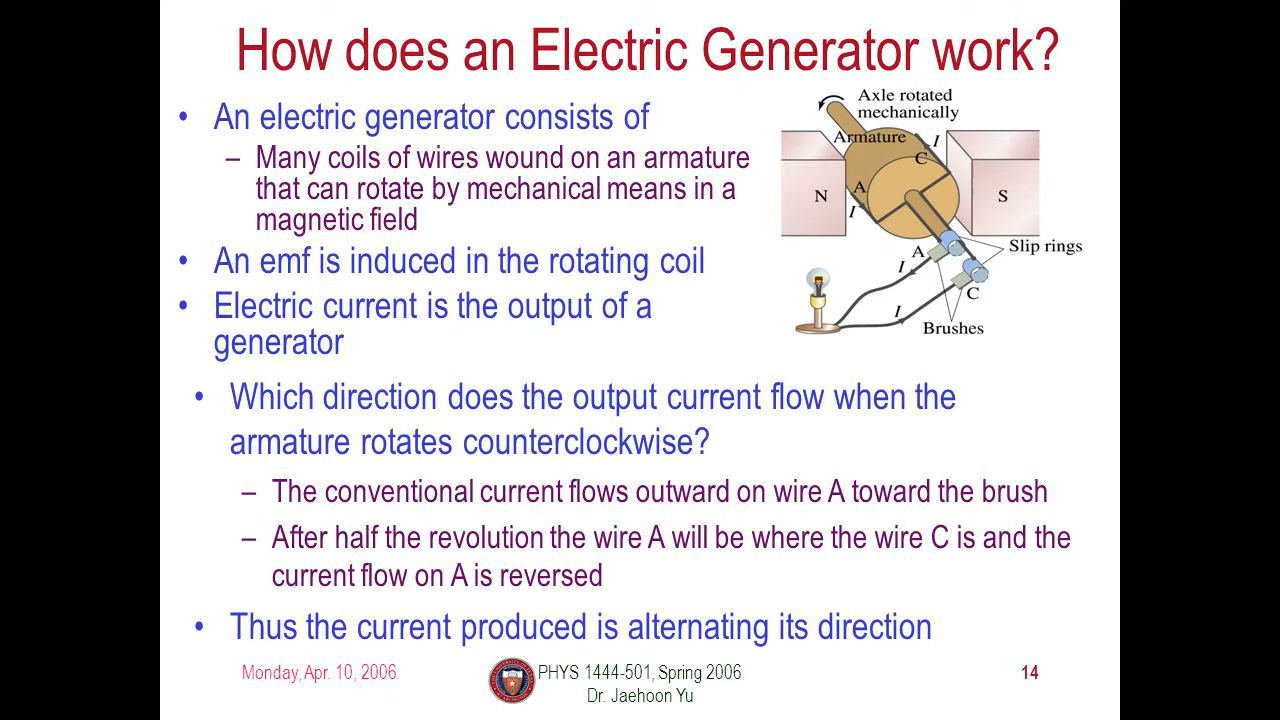 How does an Electric Generator work?
• An electric generator consists of
– Many coils of wires wound on an armature
that can rotate by mechanical means in a
magnetic field
• An emf is induced in the rotating coil
• Electric current is the output of a
generator
Axle rotated
mechanically
Armature
I
C
A
N
S
I
Slip rings
A
I
C
I
Brushes
• Which direction does the output current flow when the
armature rotates counterclockwise?
– The conventional current flows outward on wire A toward the brush
– After half the revolution the wire A will be where the wire C is and the
current flow on A is reversed
• Thus the current produced is alternating its direction
Monday, Apr. 10, 2006
PHYS 1444-501, Spring 2006
Dr. Jaehoon Yu
14